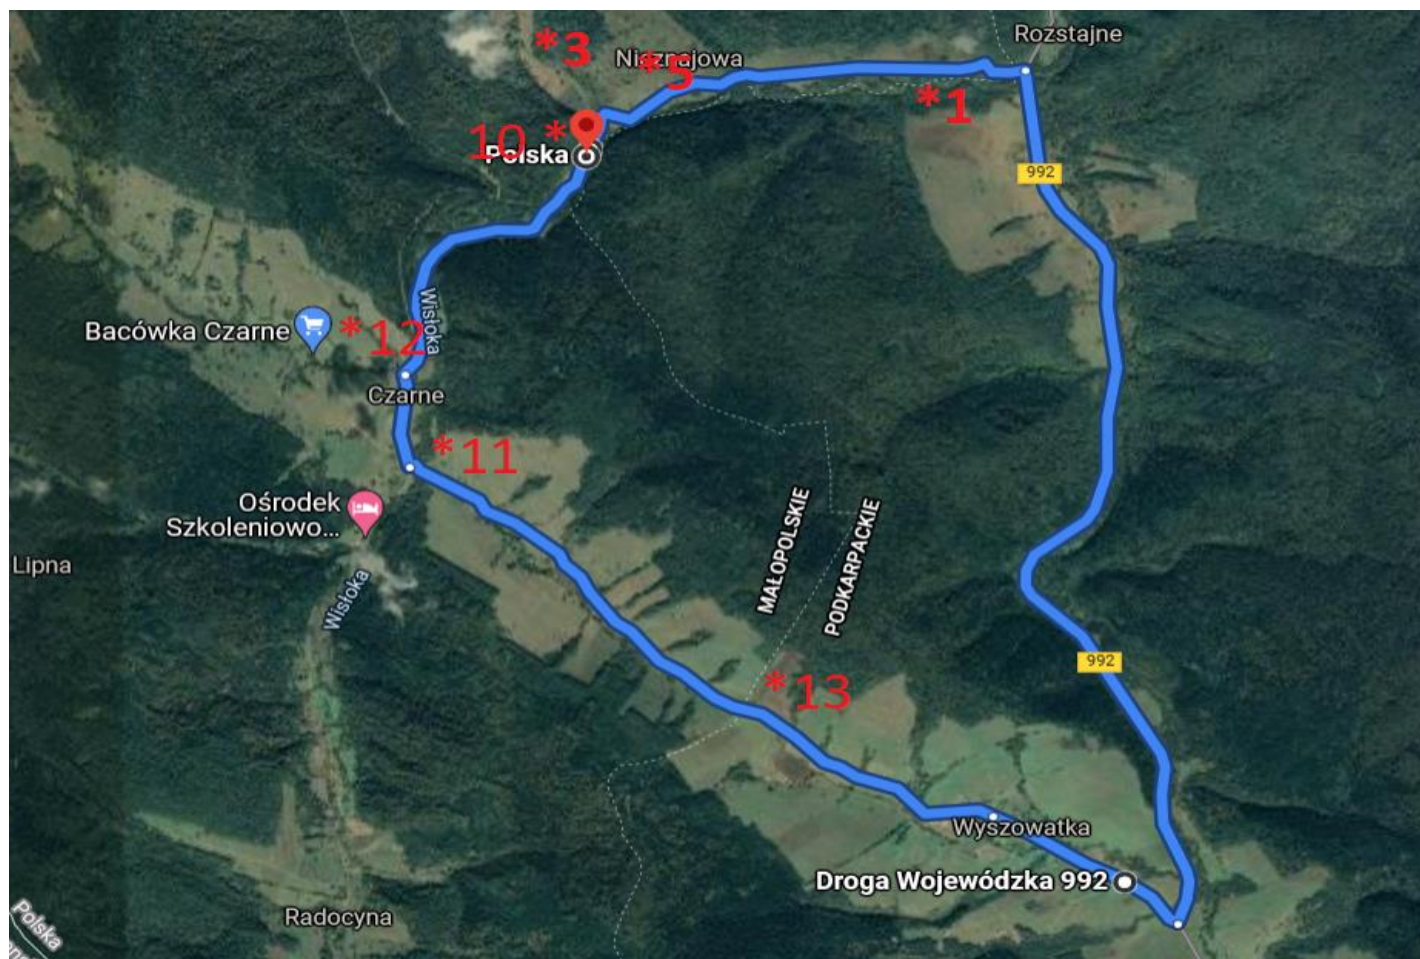 Rozstajne
*3
Nieznajowa
*5
*1
10 *
Polska
992
Wisłoka
Bacówka Czarne
*12
Czarne
*11
Ośrodek
Szkoleniowo...
MAŁOPOLSKIE
PODKARPACKIE
Lipna
Wisłoka
992
*13
Wyszowatka
Droga Wojewódzka 992
Radocyna
Polska